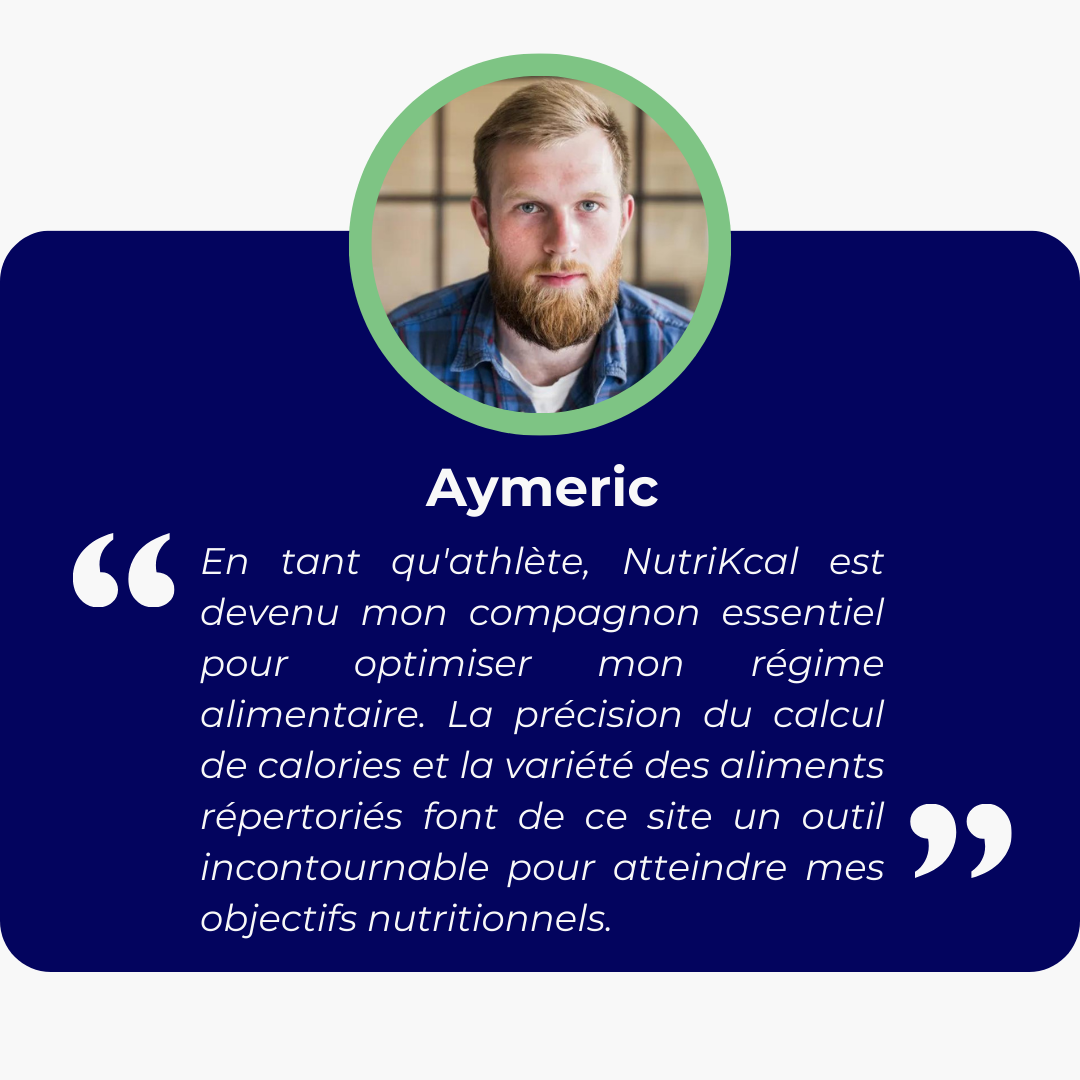 Aymeric
“
En tant qu'athlète, NutriKcal est
devenu mon compagnon essentiel
pour optimiser mon régime
alimentaire. La précision du calcul
de calories et la variété des aliments
répertoriés font de ce site un outil
incontournable pour atteindre mes
objectifs nutritionnels.
”